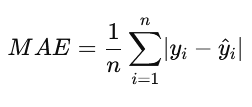 MAE = \frac{1}{n} \sum_{i=1}^{n} |y_i - \hat{y}_i|